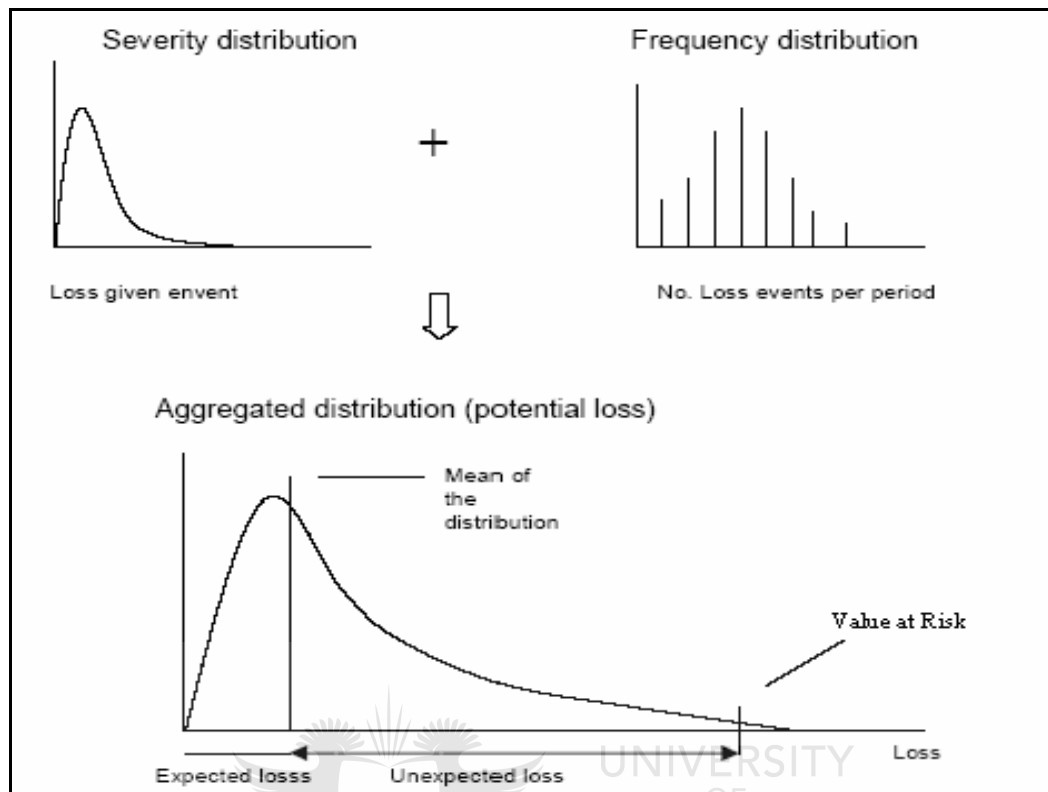 Severity distribution
Frequency distribution
+
Loss given envent
No. Loss events per period
Aggregated distribution (potential loss)
Mean of
the
distribution
Value at Risk
Loss
Expected losss
Unexpected loss
UNIVERSITY
OF